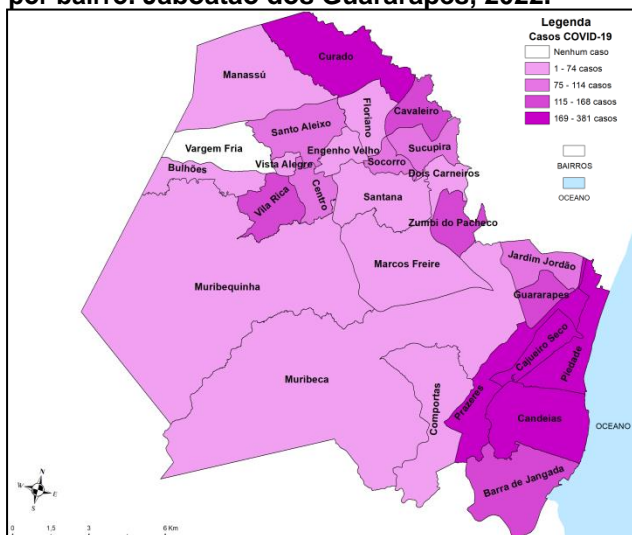 por bairro. Jaboatão dos Guararapes, 2022.
Legenda
Casos COVID-19
Nenhum caso
1 - 74 casos
75 - 114 casos
115 - 168 casos
169 - 381 casos
BAIRROS
OCEANO
Curado
Manassú
Floriano
Cavaleiro
Santo Aleixo
Vargem Fria
Engenho Velho
Sucupira
Vista Alegre
Socorro
Bulhões
Dois Carneiros
Vila Rica
Centro
Santana
Zumbi do Pacheco
Marcos Freire
Jardim Jordão
Muribequinha
Guararapes
Cajueiro Seco
Piedade
Muribeca
Comportas
Prazeres
Candeias
OCEANO
Barra de Jangada
N
W
E
S
0 1,5 3 6 Km